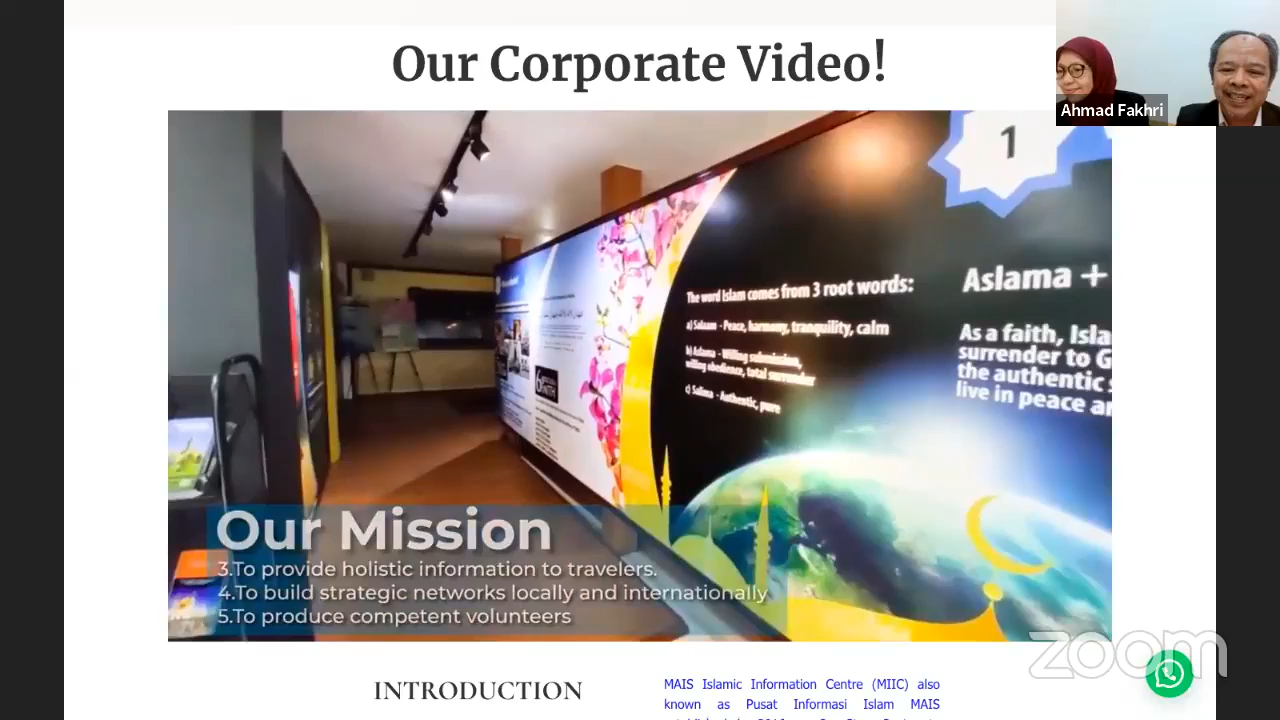 Our Corporate Video!
Ahmad Fakhri
1
The word Islam comes from 3 root words:
a) Salaam - Peace, harmony, tranquility, calm
b) Aslama - Willing submission,
willing obedience, total surrender
c) Salima - Authentic, pure
Aslama +
As a faith, Isla
surrender to G
the authentic
live in peace a
Our Mission
3.To provide holistic information to travelers.
4.To build strategic networks locally and internationally
5.To produce competent volunteers
zoom
INTRODUCTION
MAIS Islamic Information Centre (MIIC) also
known as Pusat Informasi Islam MAIS